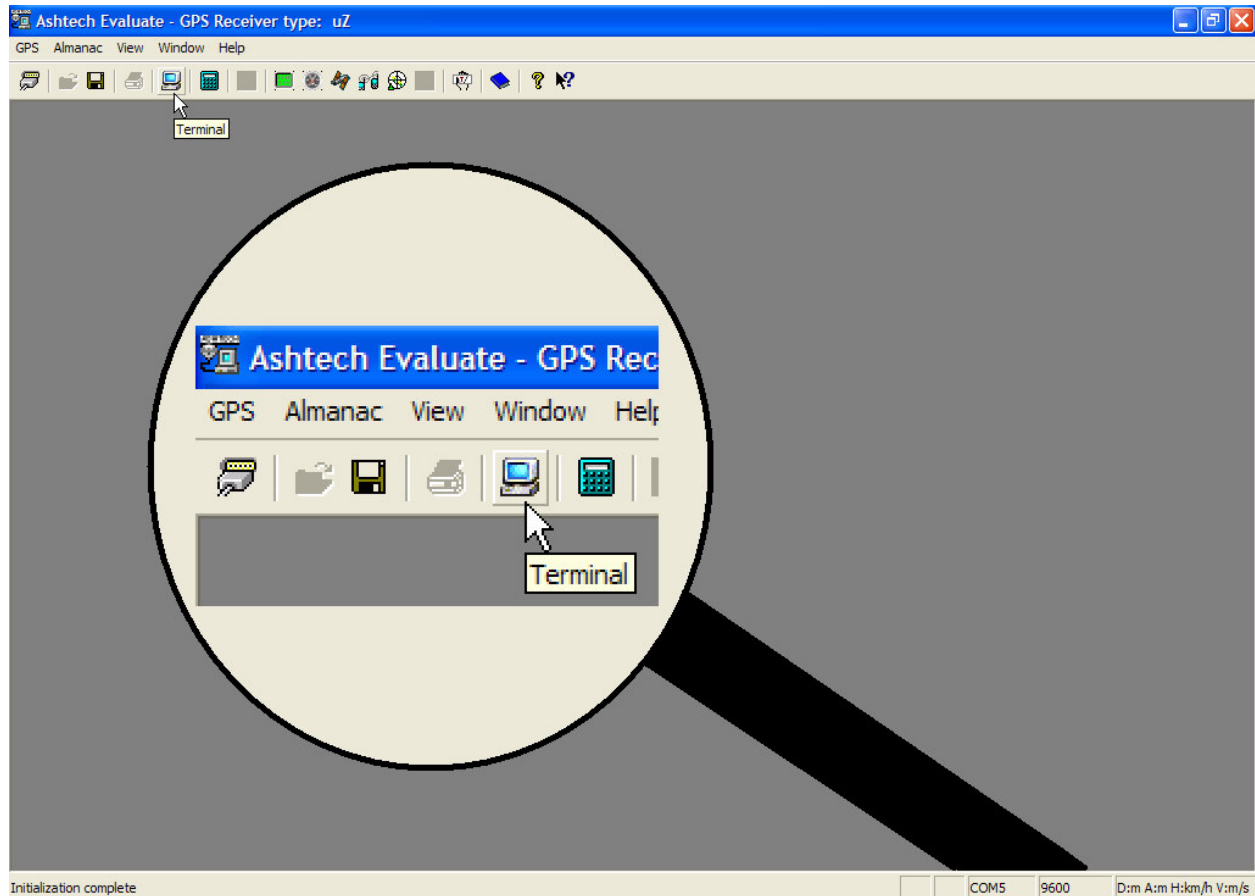 Ashtech Evaluate - GPS Receiver type: uZ
GPS Almanac View Window Help
Terminal
Ashtech Evaluate - GPS Rec
GPS Almanac View Window Help
Terminal
Initialization complete COM5 9600 D:m A:m H:km/h V:m/s